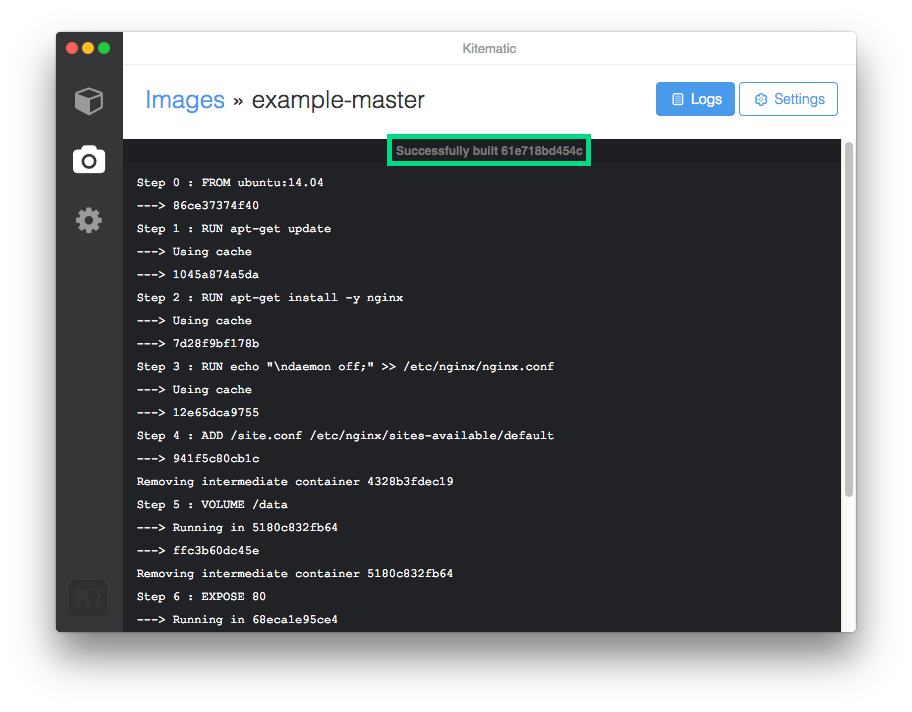 Kitematic
Images » example-master
Logs
Settings
Successfully built 61e718bd454c
Step 0 : FROM ubuntu:14.04
---> 86ce37374f40
Step 1 : RUN apt-get update
---> Using cache
---> 1045a874a5da
Step 2 : RUN apt-get install -y nginx
---> Using cache
---> 7d28f9bf178b
Step 3 : RUN echo "\ndaemon off;" >> /etc/nginx/nginx.conf
---> Using cache
---> 12e65dca9755
Step 4 : ADD /site.conf /etc/nginx/sites-available/default
---> 941f5c80cb1c
Removing intermediate container 4328b3fdec19
Step 5 : VOLUME /data
---> Running in 5180c832fb64
---> ffc3b60dc45e
Removing intermediate container 5180c832fb64
Step 6 : EXPOSE 80
---> Running in 68eca1e95ce4